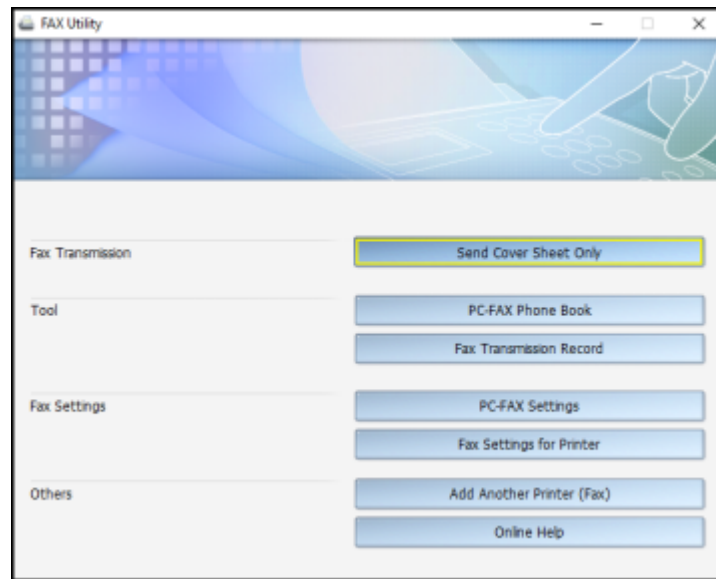 FAX Utility
Fax Transmission
Send Cover Sheet Only
Tool
PC-FAX Phone Book
Fax Transmission Record
Fax Settings
PC-FAX Settings
Fax Settings for Printer
Others
Add Another Printer (Fax)
Online Help